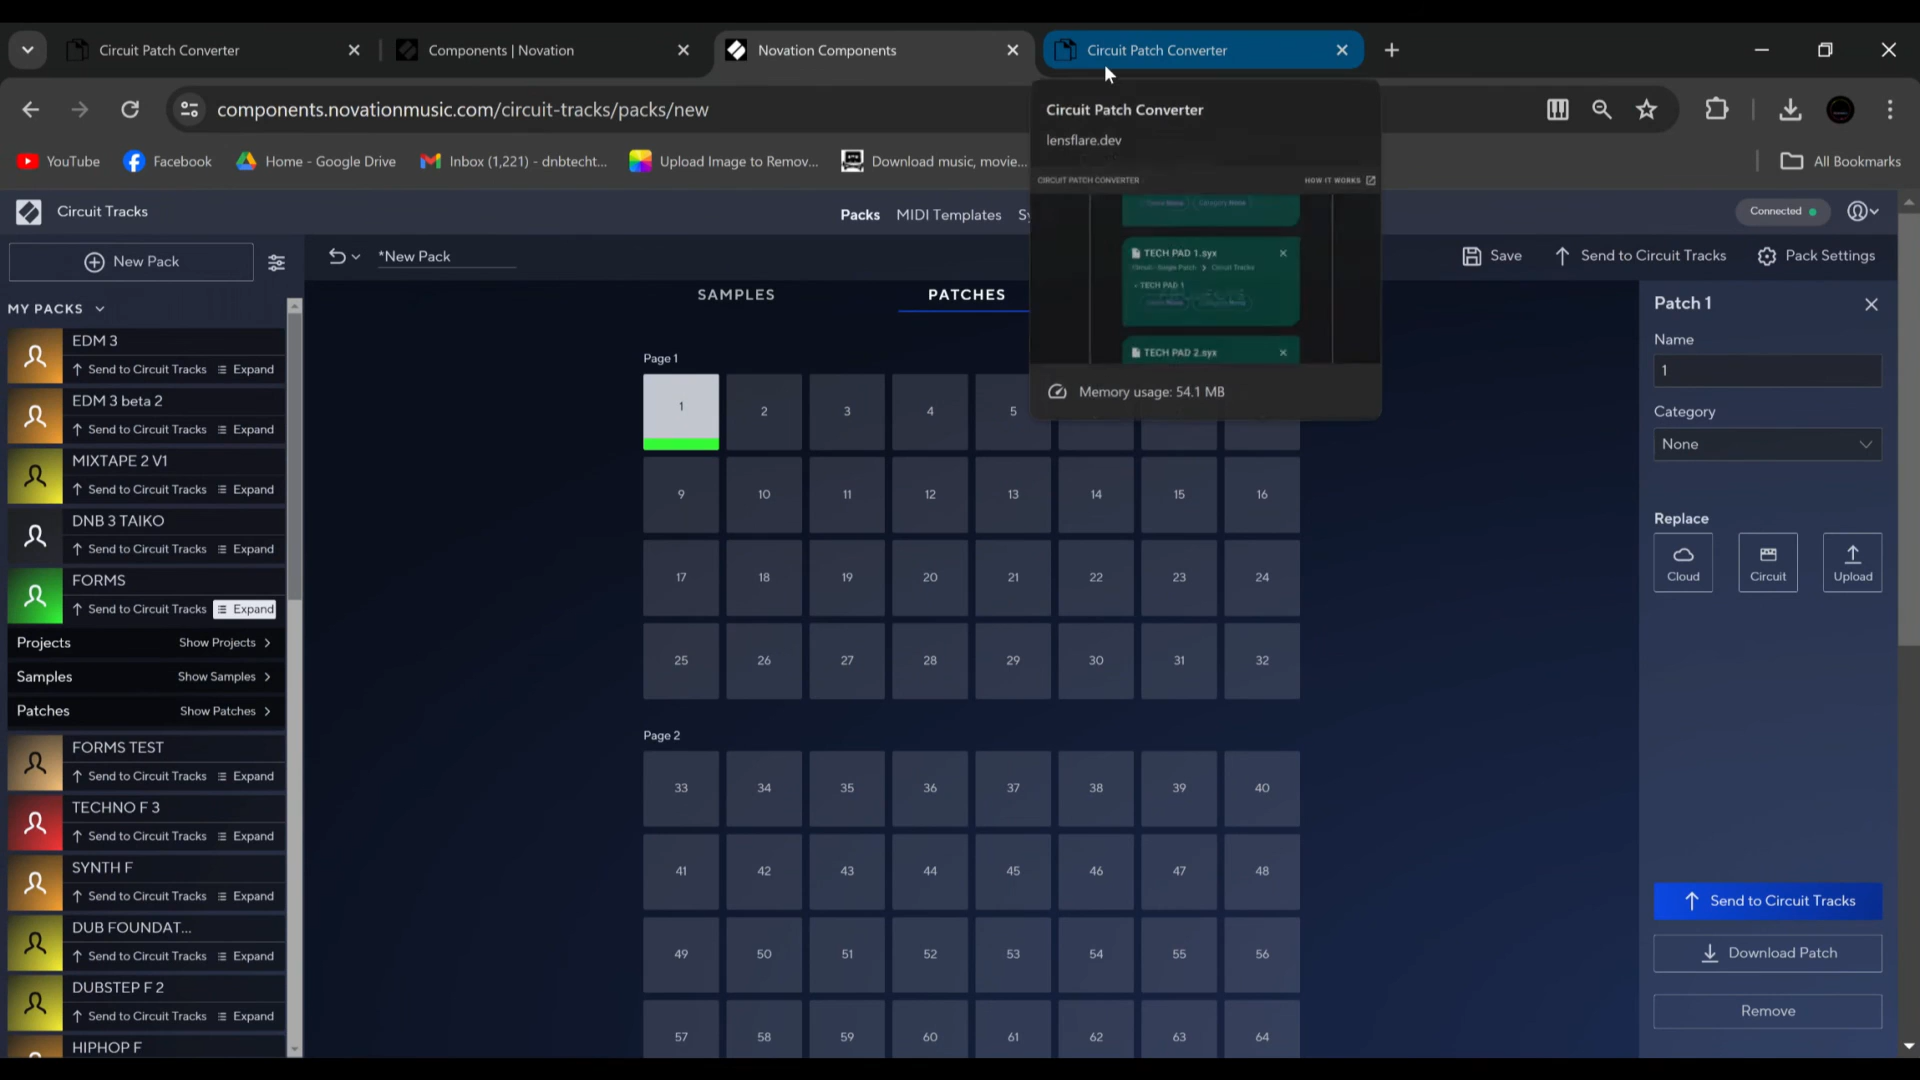 Circuit Patch Converter
Components | Novation
Novation Components
Circuit Patch Converter
components.novationmusic.com/circuit-tracks/packs/new
Circuit Patch Converter
lensflare.dev
YouTube
Facebook
Home - Google Drive
Inbox (1,221) - dnbtecht...
Upload Image to Remov...
Download music, movie...
All Bookmarks
CIRCUIT PATCH CONVERTER
HOW IT WORKS
TECH PAD 1.syx
Circuit Tracks
- TECH PAD 1
TECH PAD 2.syx
Memory usage: 54.1 MB
Circuit Tracks
Packs
MIDI Templates
Sy
Connected
New Pack
*New Pack
Save
Send to Circuit Tracks
Pack Settings
MY PACKS
EDM 3
Send to Circuit Tracks Expand
EDM 3 beta 2
Send to Circuit Tracks Expand
MIXTAPE 2 V1
Send to Circuit Tracks Expand
DNB 3 TAIKO
Send to Circuit Tracks Expand
FORMS
Send to Circuit Tracks Expand
Projects Show Projects
Samples Show Samples
Patches Show Patches
FORMS TEST
Send to Circuit Tracks Expand
TECHNO F 3
Send to Circuit Tracks Expand
SYNTH F
Send to Circuit Tracks Expand
DUB FOUNDAT...
Send to Circuit Tracks Expand
DUBSTEP F 2
Send to Circuit Tracks Expand
HIPHOP F
SAMPLES
PATCHES
Page 1
1 2 3 4 5
9 10 11 12 13 14 15 16
17 18 19 20 21 22 23 24
25 26 27 28 29 30 31 32
Page 2
33 34 35 36 37 38 39 40
41 42 43 44 45 46 47 48
49 50 51 52 53 54 55 56
57 58 59 60 61 62 63 64
Patch 1
Name
1
Category
None
Replace
Cloud
Circuit
Upload
Send to Circuit Tracks
Download Patch
Remove